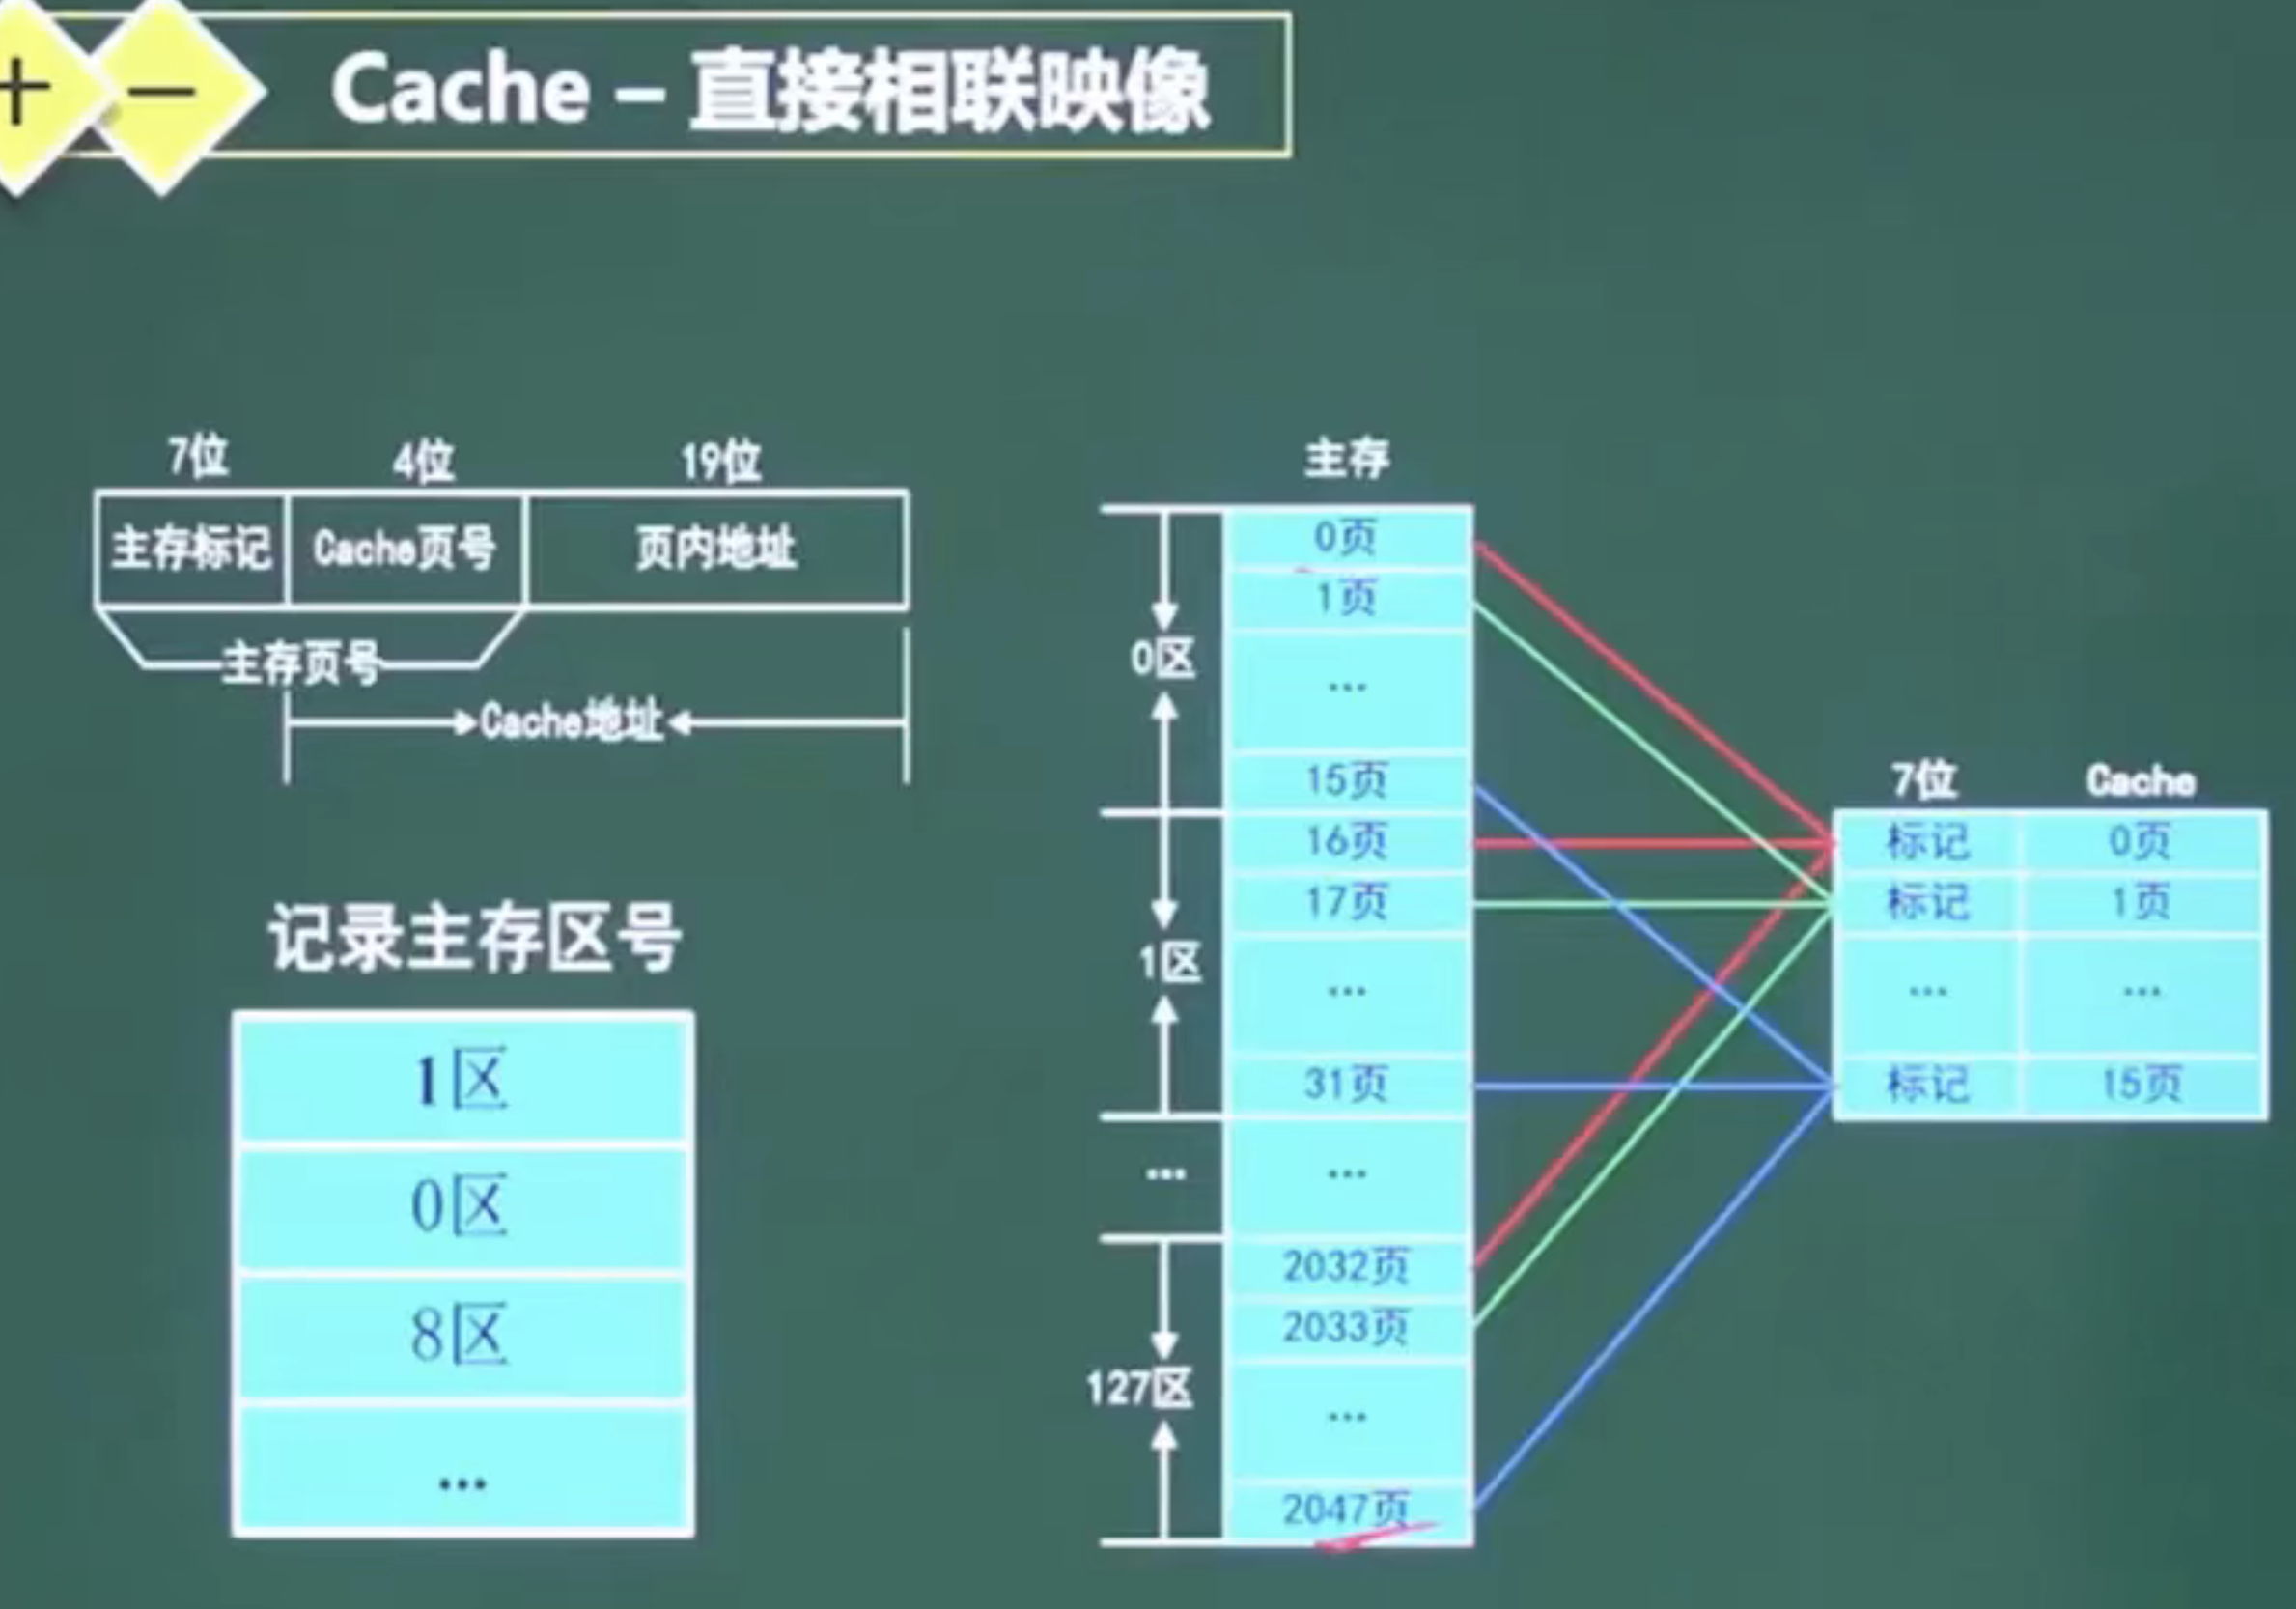 + − Cache – 直接相联映像
7位 4位 19位
主存标记 Cache页号 页内地址
主存页号
Cache地址
记录主存区号
1区
0区
8区
...
主存
0区
1区
...
127区
0页
1页
...
15页
16页
17页
...
31页
...
2032页
2033页
...
2047页
7位 Cache
标记 0页
标记 1页
... ...
标记 15页